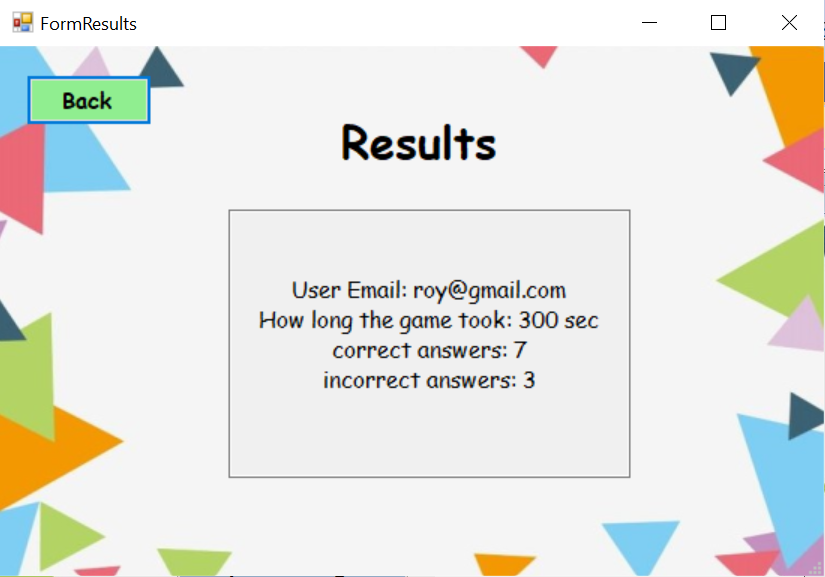 FormResults
Back
Results
User Email: roy@gmail.com
How long the game took: 300 sec
correct answers: 7
incorrect answers: 3